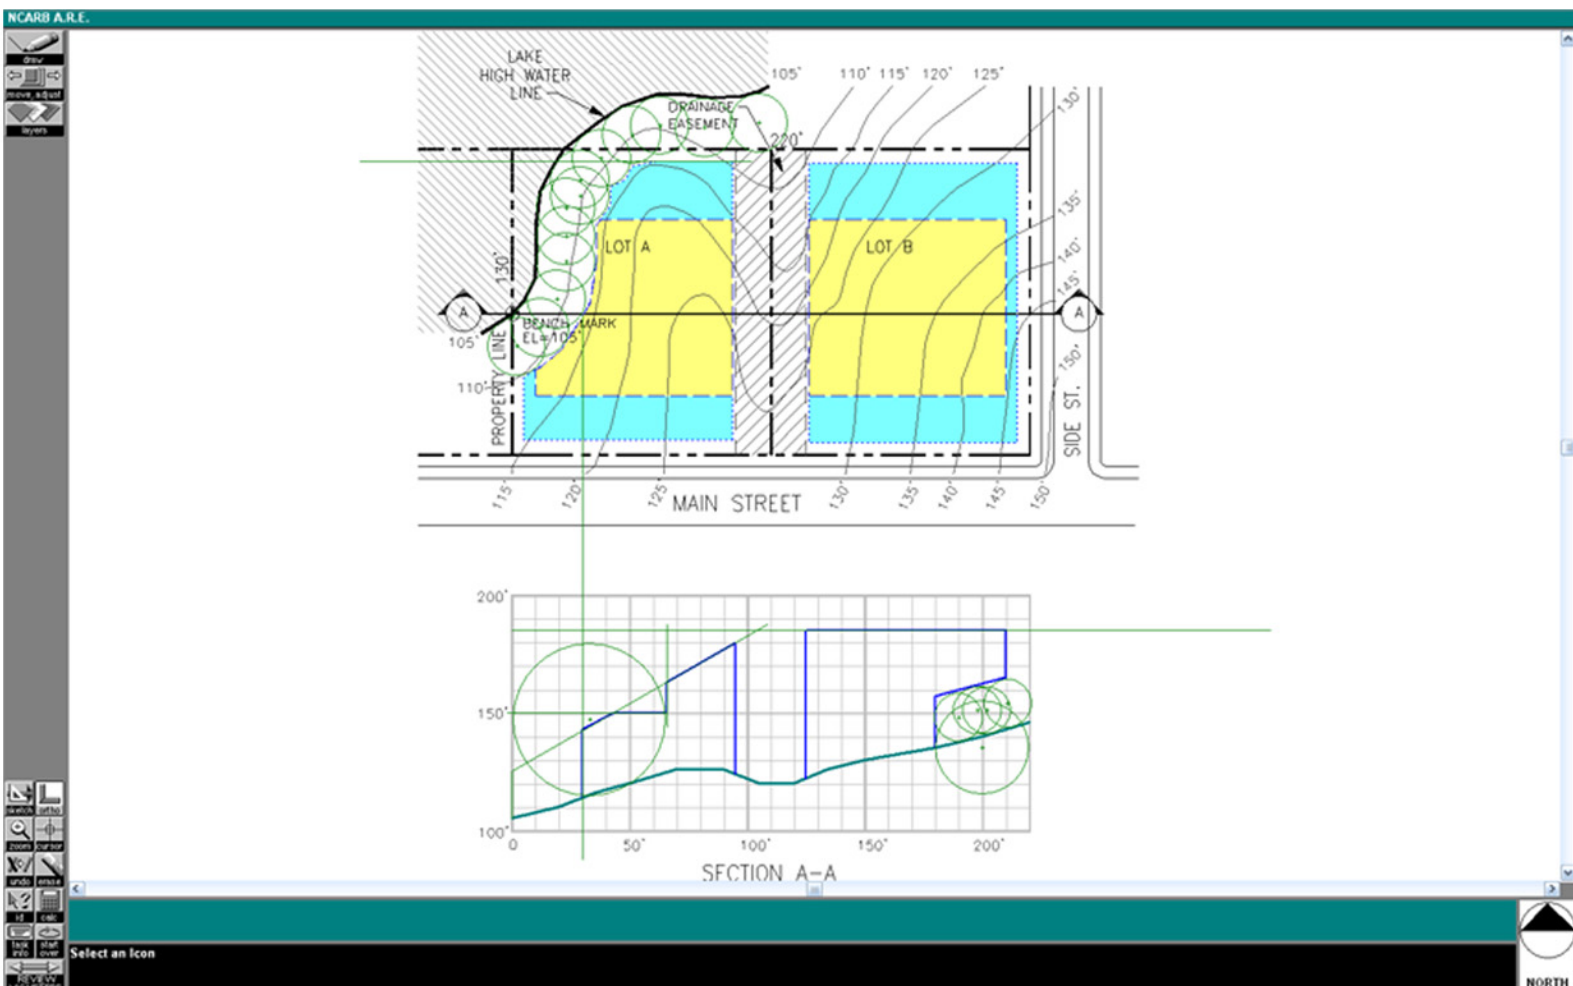 NCARB A.R.E.
draw
move, adjust
layers
sketch
ortho
zoom
cursor
undo
erase
id
calc
task info
start over
REVIEW
LAKE
HIGH WATER
LINE
105'
110'
115'
120'
125'
130'
DRAINAGE
EASEMENT
220'
135'
140'
145'
150'
LOT A
LOT B
130'
PROPERTY LINE
A
A
BENCH MARK
EL=105'
105'
110'
SIDE ST.
115'
120'
125'
MAIN STREET
130'
135'
140'
145'
150'
200'
150'
100'
0
50'
100'
150'
200'
SECTION A-A
Select an Icon
NORTH